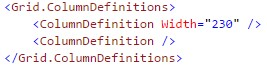 <Grid.ColumnDefinitions>
<ColumnDefinition Width="230" />
<ColumnDefinition />
</Grid.ColumnDefinitions>